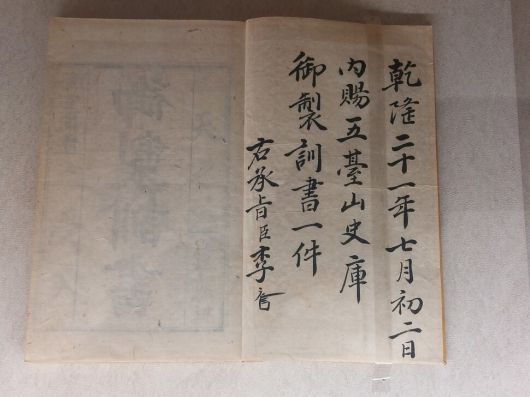 乾隆二十一年七月初二日
內賜五臺山史庫
御製訓書一件
右承旨臣李